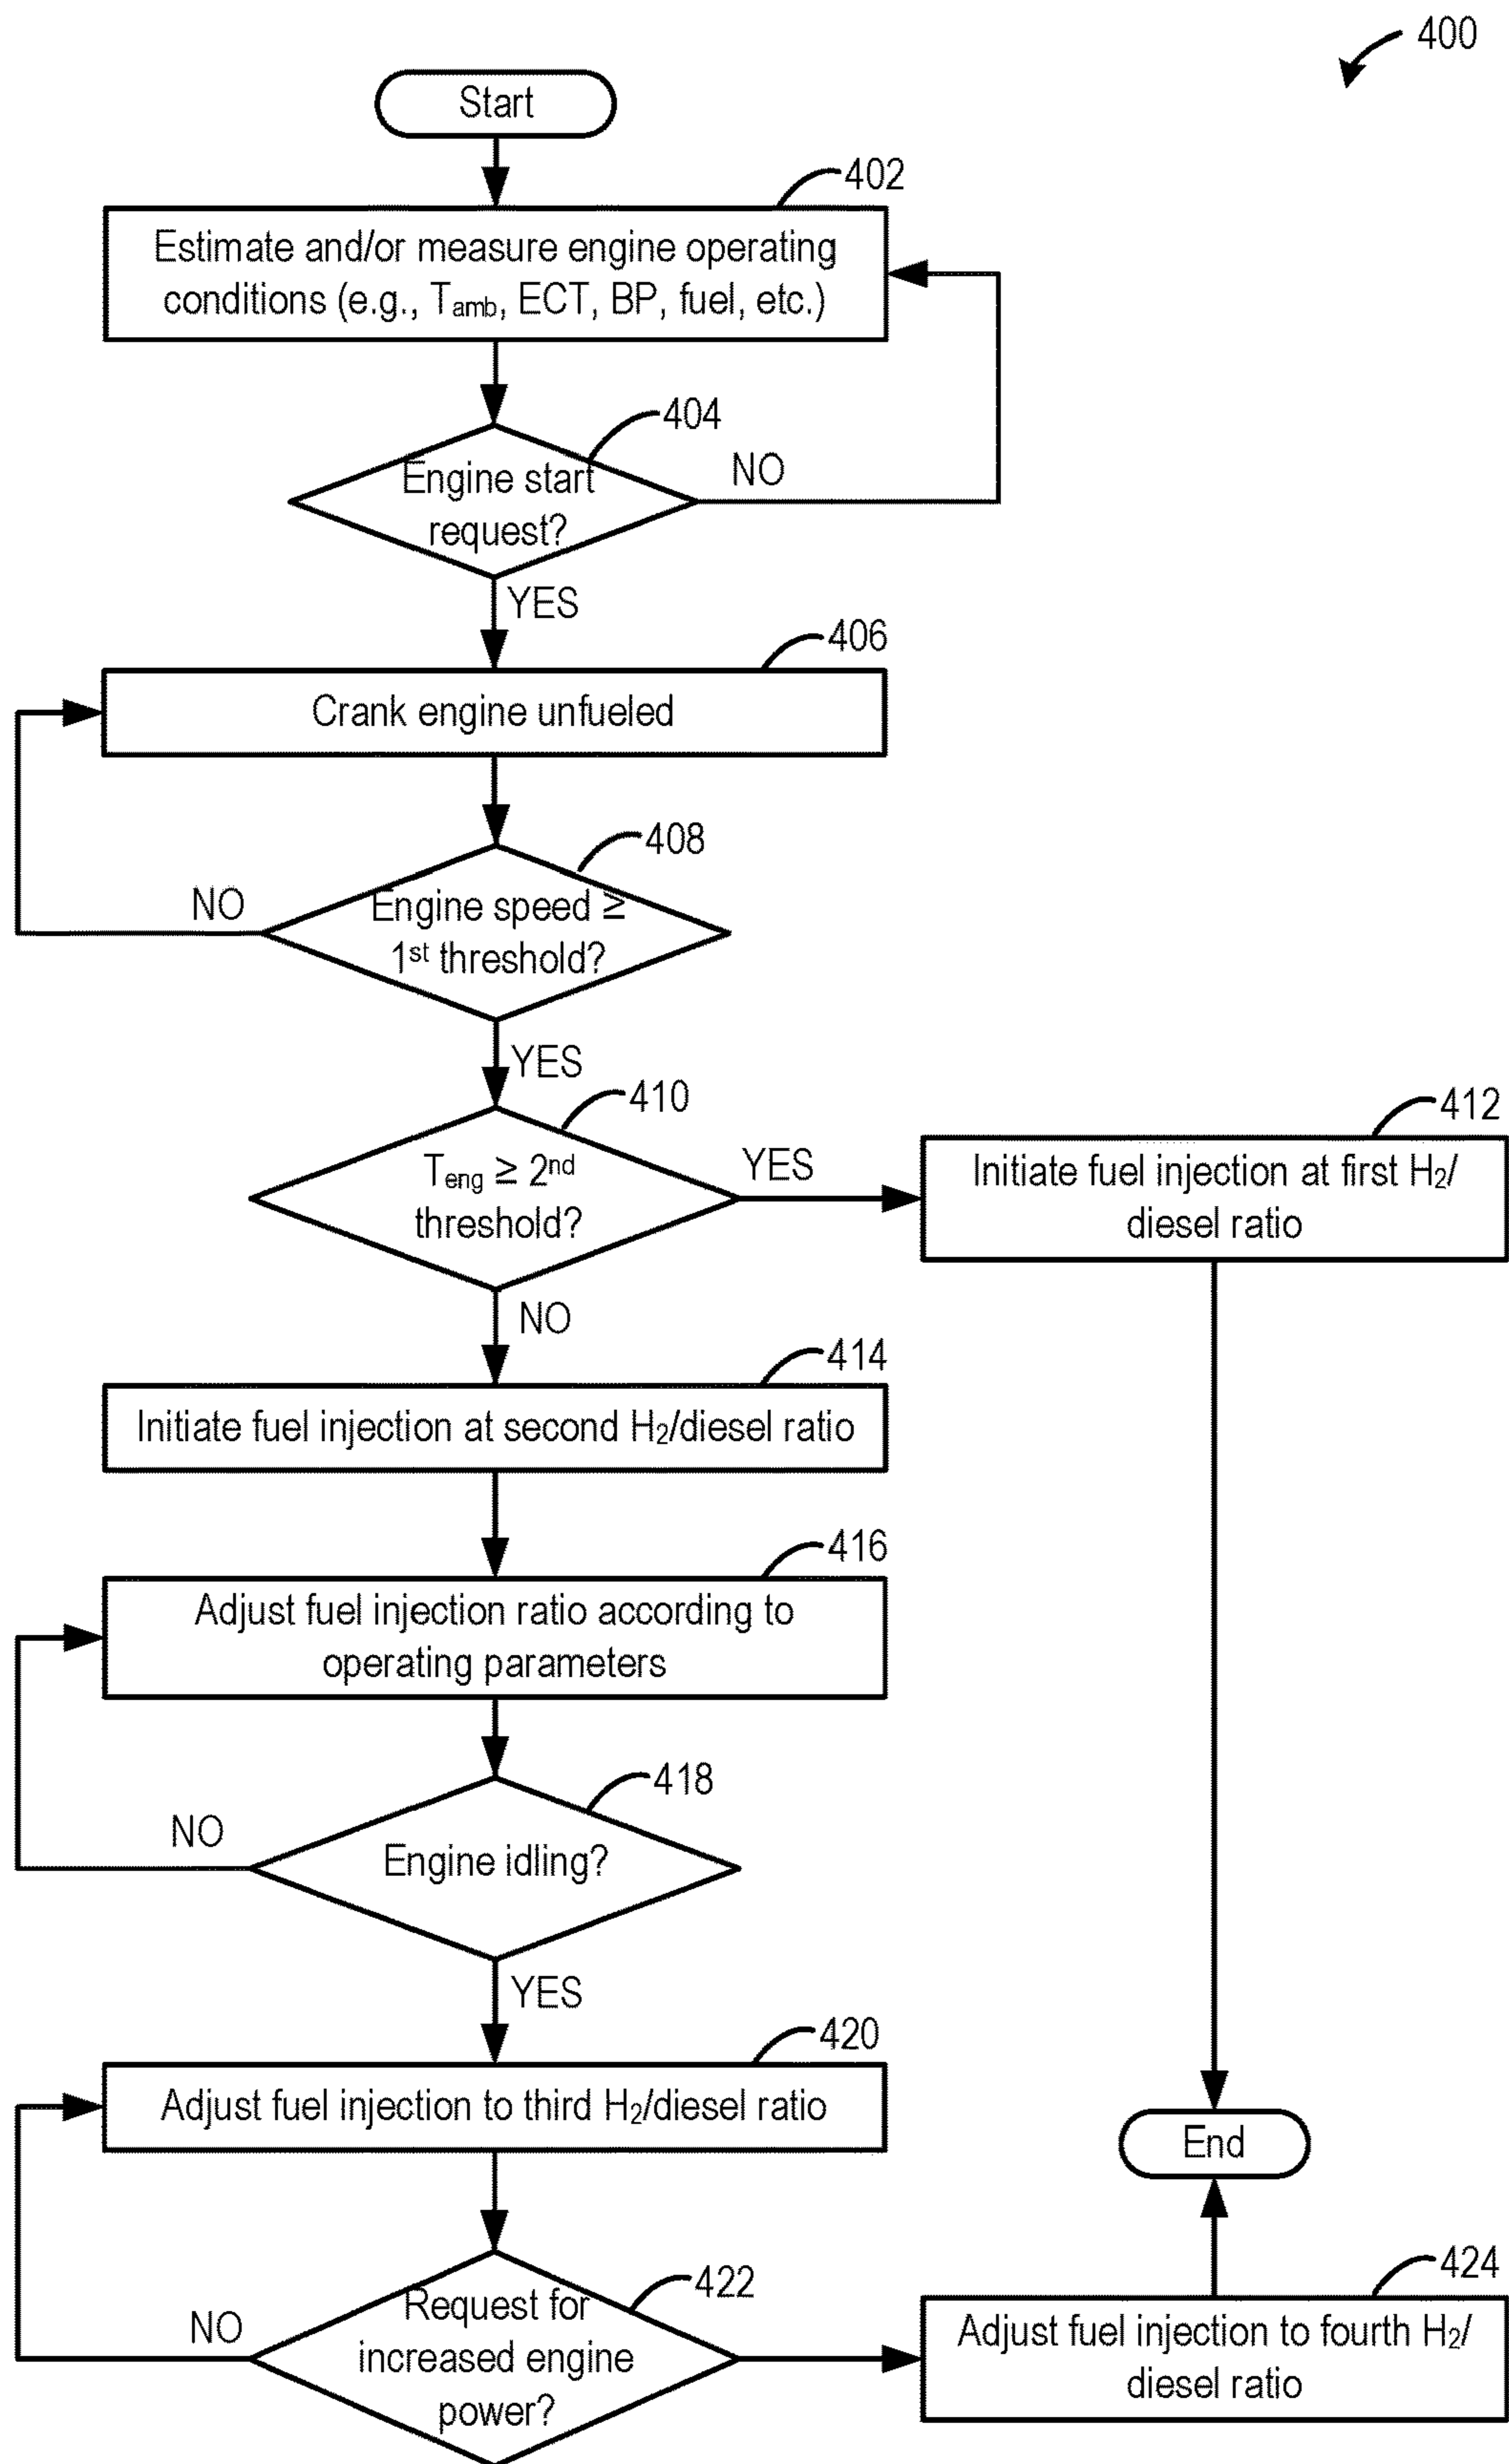 400
Start
402
Estimate and/or measure engine operating
conditions (e.g., Tamb, ECT, BP, fuel, etc.)
404
Engine start
request?
NO
YES
406
Crank engine unfueled
408
NO
Engine speed ≥
1st threshold?
YES
410
Teng ≥ 2nd
threshold?
YES
412
Initiate fuel injection at first H2/
diesel ratio
NO
414
Initiate fuel injection at second H2/diesel ratio
416
Adjust fuel injection ratio according to
operating parameters
418
NO
Engine idling?
YES
420
Adjust fuel injection to third H2/diesel ratio
End
422
NO
Request for
increased engine
power?
424
Adjust fuel injection to fourth H2/
diesel ratio